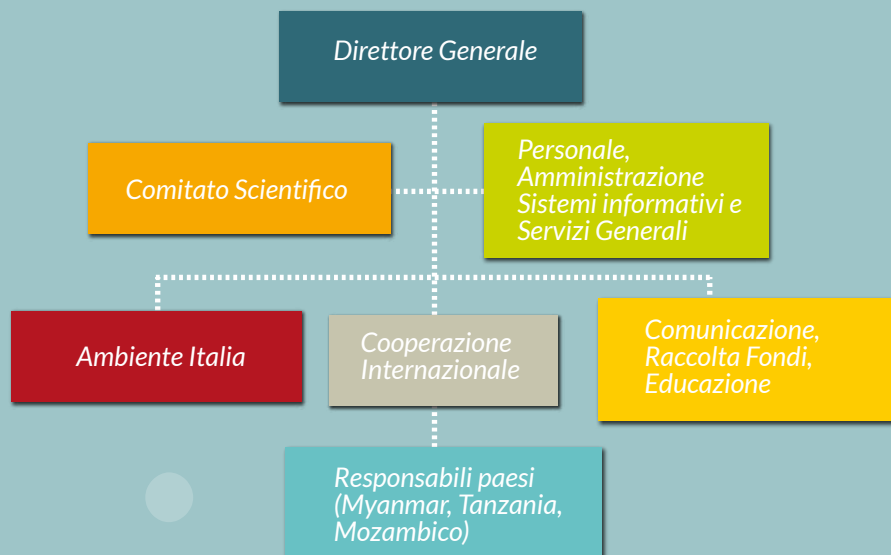 Direttore Generale
Comitato Scientifico
Personale,
Amministrazione
Sistemi informativi e
Servizi Generali
Ambiente Italia
Cooperazione
Internazionale
Comunicazione,
Raccolta Fondi,
Educazione
Responsabili paesi
(Myanmar, Tanzania,
Mozambico)